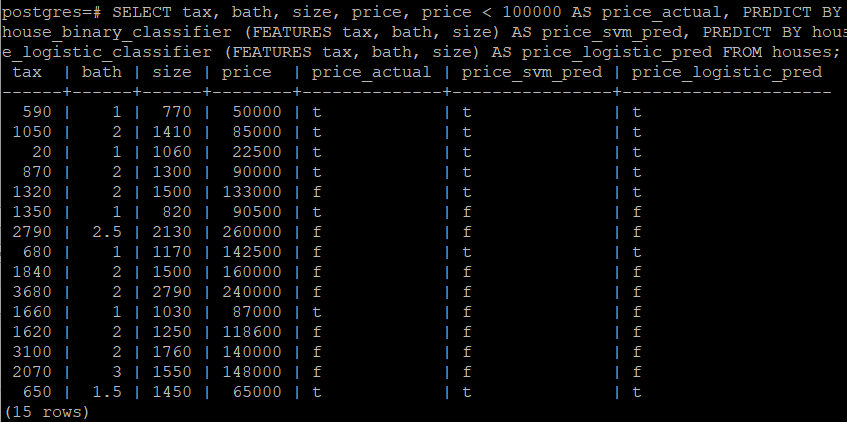 postgres=# SELECT tax, bath, size, price, price < 100000 AS price_actual, PREDICT BY
house_binary_classifier (FEATURES tax, bath, size) AS price_svm_pred, PREDICT BY hous
e_logistic_classifier (FEATURES tax, bath, size) AS price_logistic_pred FROM houses;
 tax  | bath | size | price  | price_actual | price_svm_pred | price_logistic_pred
------+------+------+--------+--------------+----------------+---------------------
  590 |    1 |  770 |  50000 | t            | t              | t
 1050 |    2 | 1410 |  85000 | t            | t              | t
   20 |    1 | 1060 |  22500 | t            | t              | t
  870 |    2 | 1300 |  90000 | t            | t              | t
 1320 |    2 | 1500 | 133000 | f            | t              | t
 1350 |    1 |  820 |  90500 | t            | f              | f
 2790 |  2.5 | 2130 | 260000 | f            | f              | f
  680 |    1 | 1170 | 142500 | f            | t              | t
 1840 |    2 | 1500 | 160000 | f            | f              | f
 3680 |    2 | 2790 | 240000 | f            | f              | f
 1660 |    1 | 1030 |  87000 | t            | f              | f
 1620 |    2 | 1250 | 118600 | f            | f              | f
 3100 |    2 | 1760 | 140000 | f            | f              | f
 2070 |    3 | 1550 | 148000 | f            | f              | f
  650 |  1.5 | 1450 |  65000 | t            | t              | t
(15 rows)